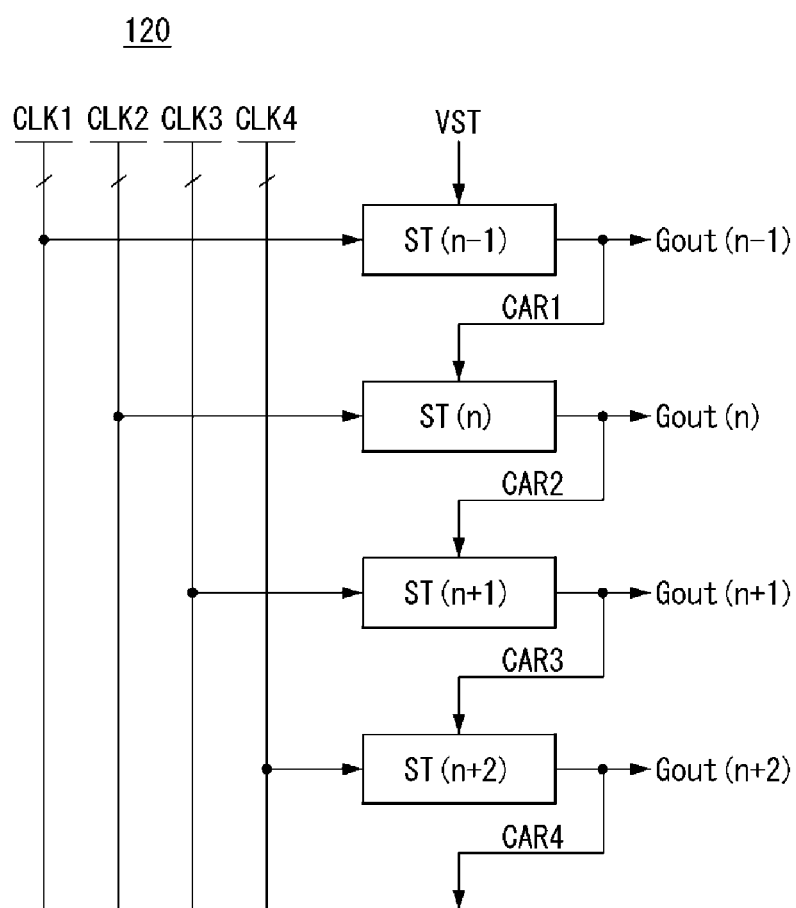 120
CLK1 CLK2 CLK3 CLK4 VST
ST(n-1) Gout(n-1)
CAR1
ST(n) Gout(n)
CAR2
ST(n+1) Gout(n+1)
CAR3
ST(n+2) Gout(n+2)
CAR4